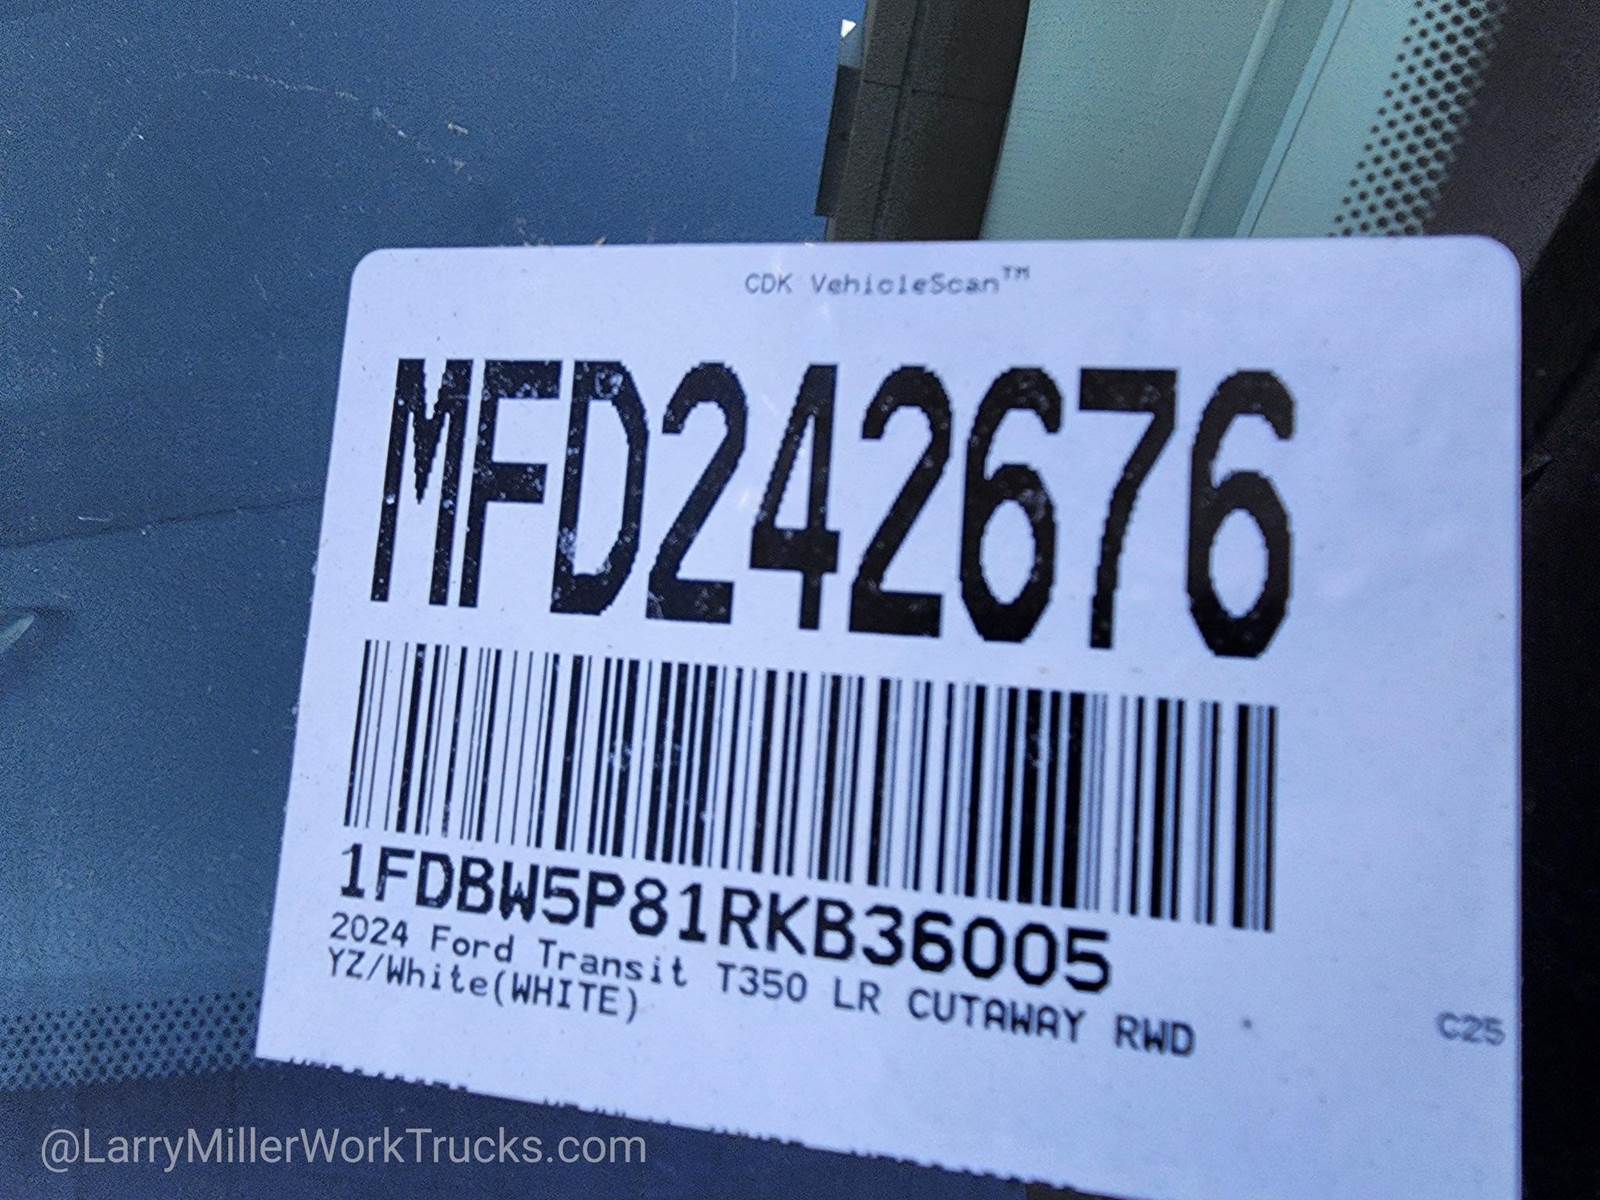 CDK VehicleScan™
MFD242676
1FDBW5P81RKB36005
2024 Ford Transit T350 LR CUTAWAY RWD
YZ/White(WHITE)
C25
@LarryMillerWorkTrucks.com